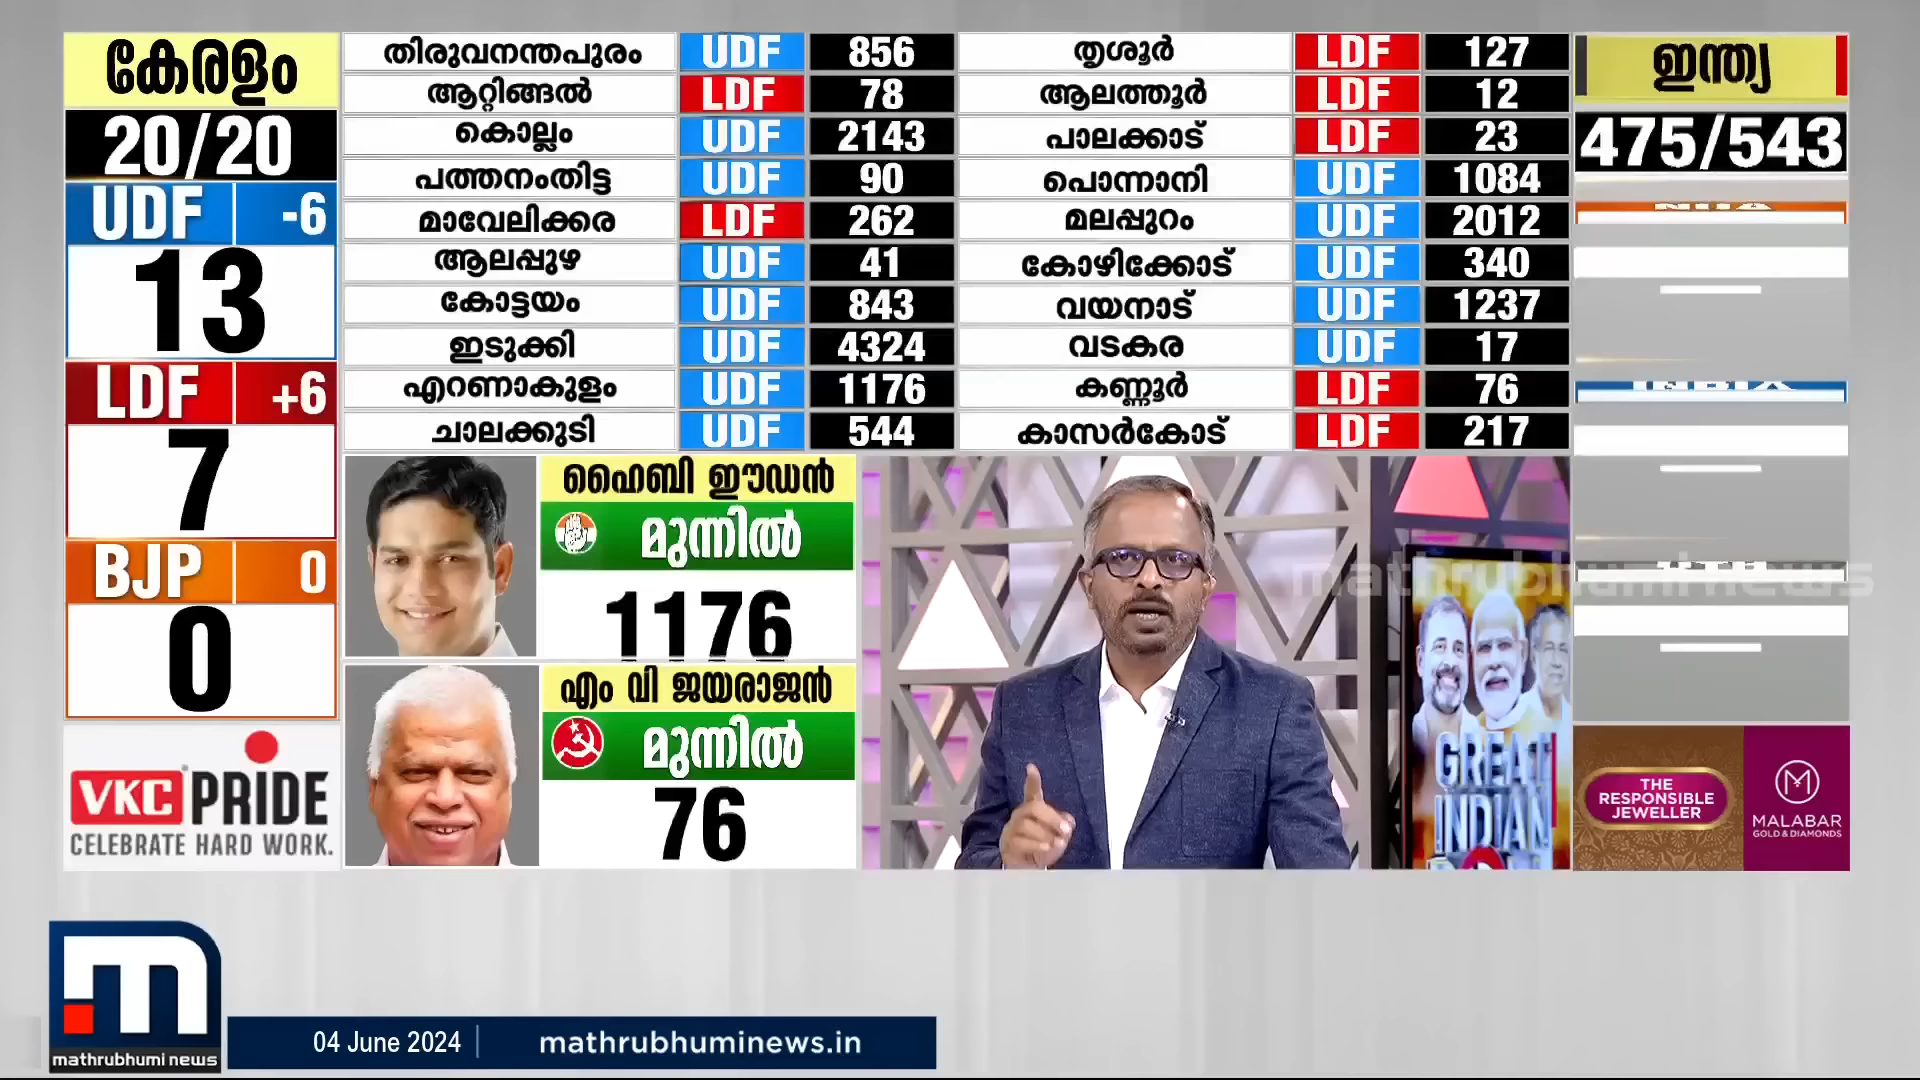 കേരളം
20/20
UDF -6
13
LDF +6
7
BJP 0
0
VKC PRIDE
CELEBRATE HARD WORK.
തിരുവനന്തപുരം UDF 856
ആറ്റിങ്ങൽ LDF 78
കൊല്ലം UDF 2143
പത്തനംതിട്ട UDF 90
മാവേലിക്കര LDF 262
ആലപ്പുഴ UDF 41
കോട്ടയം UDF 843
ഇടുക്കി UDF 4324
എറണാകുളം UDF 1176
ചാലക്കുടി UDF 544
തൃശൂർ LDF 127
ആലത്തൂർ LDF 12
പാലക്കാട് LDF 23
പൊന്നാനി UDF 1084
മലപ്പുറം UDF 2012
കോഴിക്കോട് UDF 340
വയനാട് UDF 1237
വടകര UDF 17
കണ്ണൂർ LDF 76
കാസർകോട് LDF 217
ഹൈബി ഈഡൻ
മുന്നിൽ
1176
എം വി ജയരാജൻ
മുന്നിൽ
76
mathrubhumi news
GREAT
INDIAN
ഇന്ത്യ
475/543
THE
RESPONSIBLE
JEWELLER
MALABAR
GOLD & DIAMONDS
mathrubhumi news
04 June 2024
mathrubhuminews.in